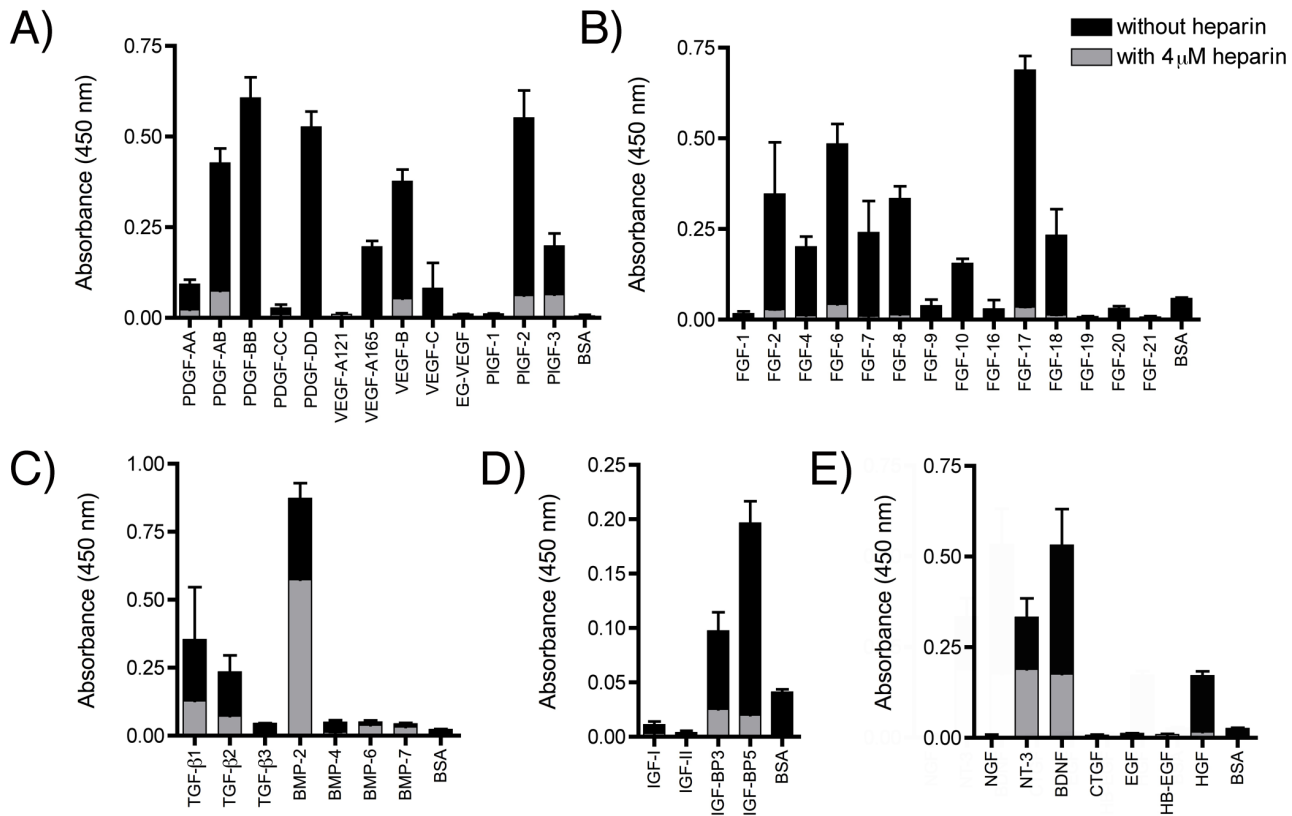 A)
Absorbance (450 nm)
0.75
0.50
0.25
0.00
PDGF-AA
PDGF-AB
PDGF-BB
PDGF-CC
PDGF-DD
VEGF-A121
VEGF-A165
VEGF-B
VEGF-C
EG-VEGF
PlGF-1
PlGF-2
PlGF-3
BSA
B)
without heparin
with 4μM heparin
Absorbance (450 nm)
0.75
0.50
0.25
0.00
FGF-1
FGF-2
FGF-4
FGF-6
FGF-7
FGF-8
FGF-9
FGF-10
FGF-16
FGF-17
FGF-18
FGF-19
FGF-20
FGF-21
BSA
C)
Absorbance (450 nm)
1.00
0.75
0.50
0.25
0.00
TGF-β1
TGF-β2
TGF-β3
BMP-2
BMP-4
BMP-6
BMP-7
BSA
D)
Absorbance (450 nm)
0.25
0.20
0.15
0.10
0.05
0.00
IGF-I
IGF-II
IGF-BP3
IGF-BP5
BSA
E)
Absorbance (450 nm)
0.75
0.50
0.25
0.00
NGF
NT-3
BDNF
CTGF
EGF
HB-EGF
HGF
BSA